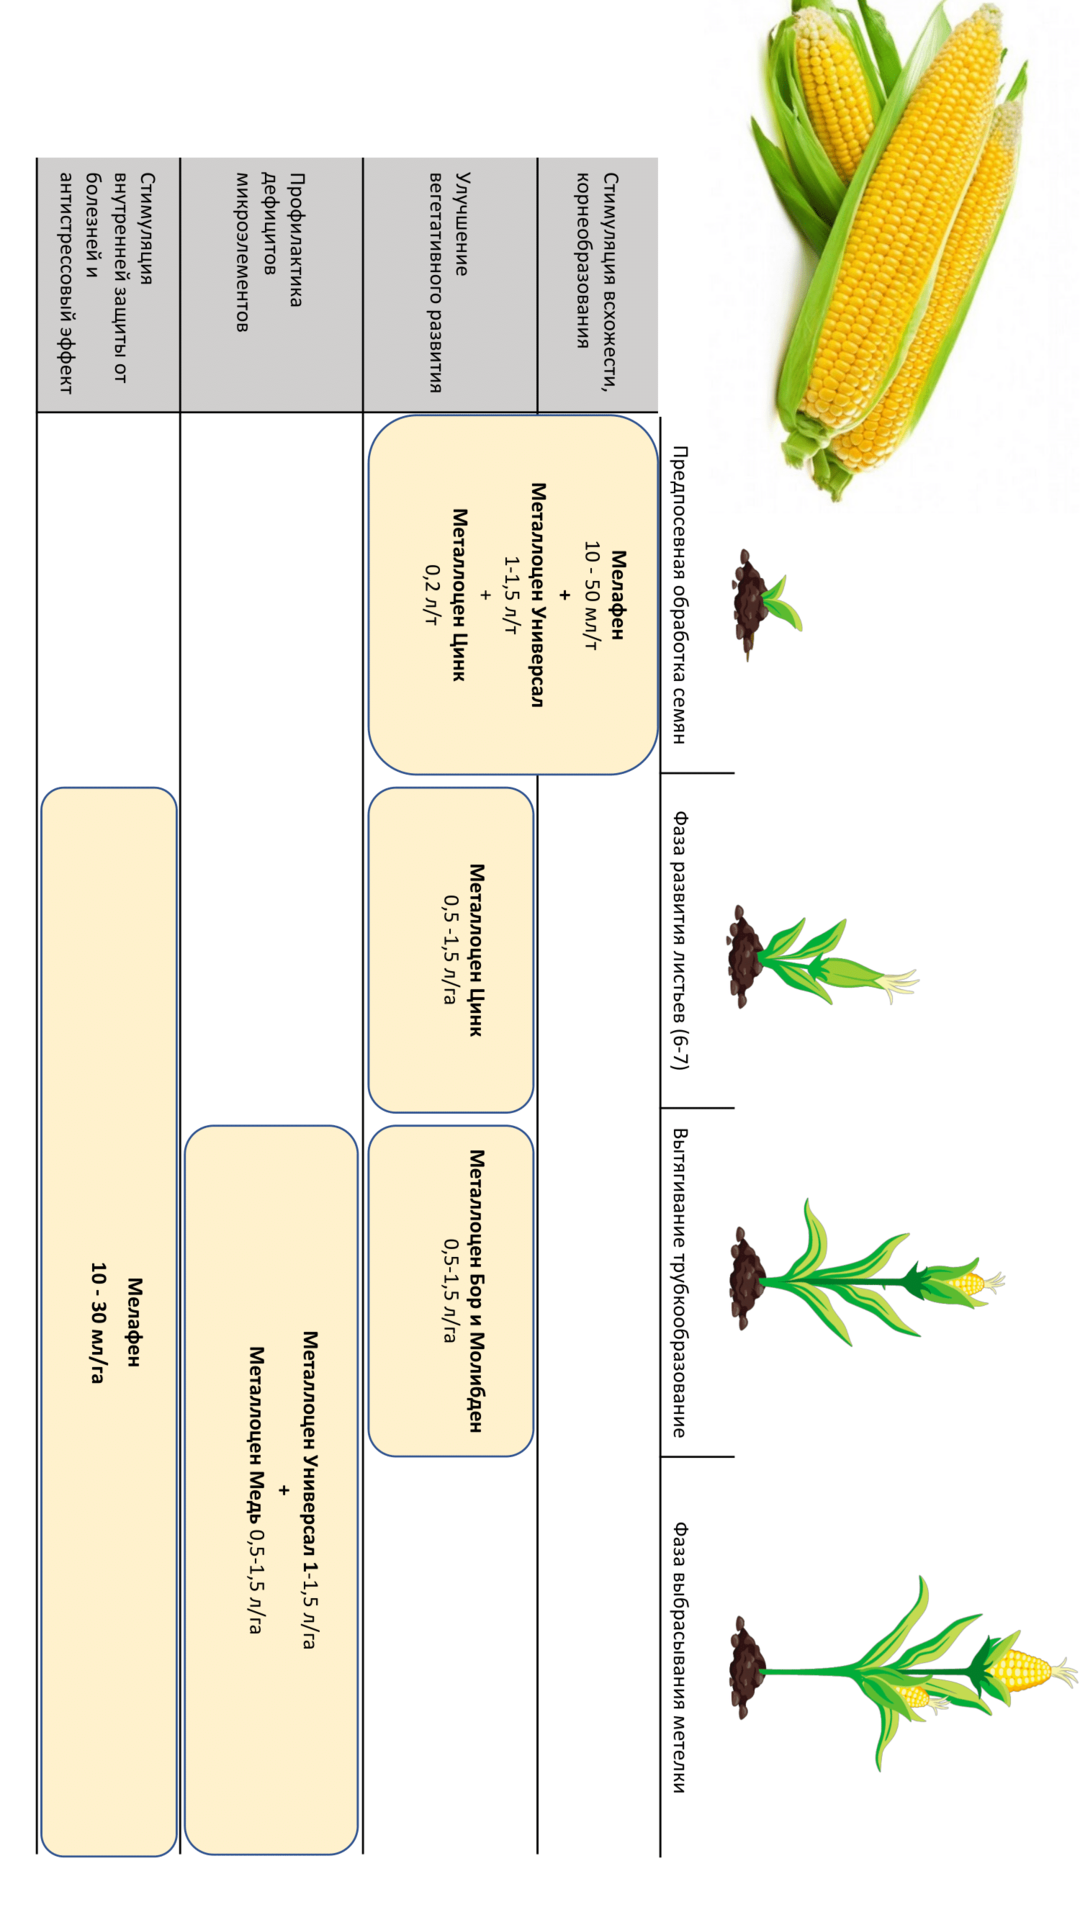 Предпосевная обработка семян
Фаза развития листьев (6-7)
Вытягивание трубкообразование
Фаза выбрасывания метелки
Стимуляция всхожести,
корнеобразования
Мелафен
10 - 50 мл/т
+
Металлоцен Универсал
1-1,5 л/т
+
Металлоцен Цинк
0,2 л/т
Улучшение
вегетативного развития
Металлоцен Цинк
0,5 -1,5 л/га
Металлоцен Бор и Молибден
0,5-1,5 л/га
Профилактика
дефицитов
микроэлементов
Металлоцен Универсал 1-1,5 л/га
+
Металлоцен Медь 0,5-1,5 л/га
Стимуляция
внутренней защиты от
болезней и
антистрессовый эффект
Мелафен
10 - 30 мл/га